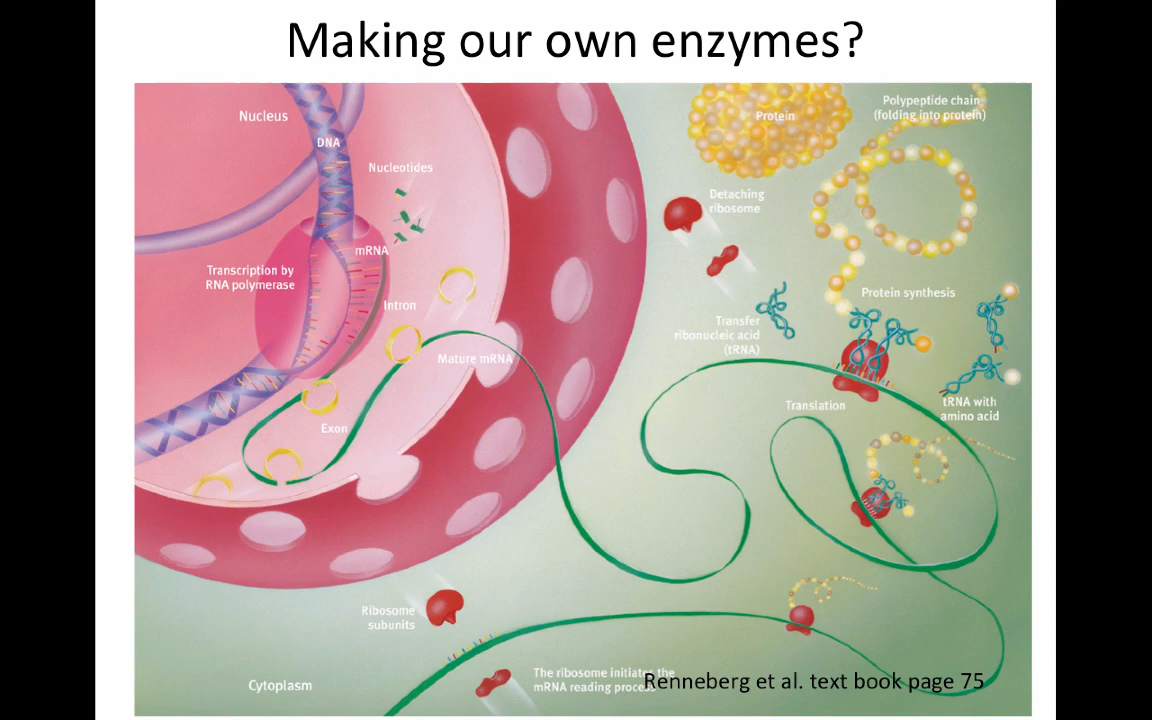 Making our own enzymes?
Nucleus
DNA
Nucleotides
mRNA
Transcription by
RNA polymerase
Intron
Mature mRNA
Exon
Protein
Polypeptide chain
(folding into protein)
Detaching
ribosome
Protein synthesis
Transfer
ribonucleic acid
(tRNA)
Translation
tRNA with
amino acid
Ribosome
subunits
The ribosome initiates the
mRNA reading process
Cytoplasm
Renneberg et al. text book page 75